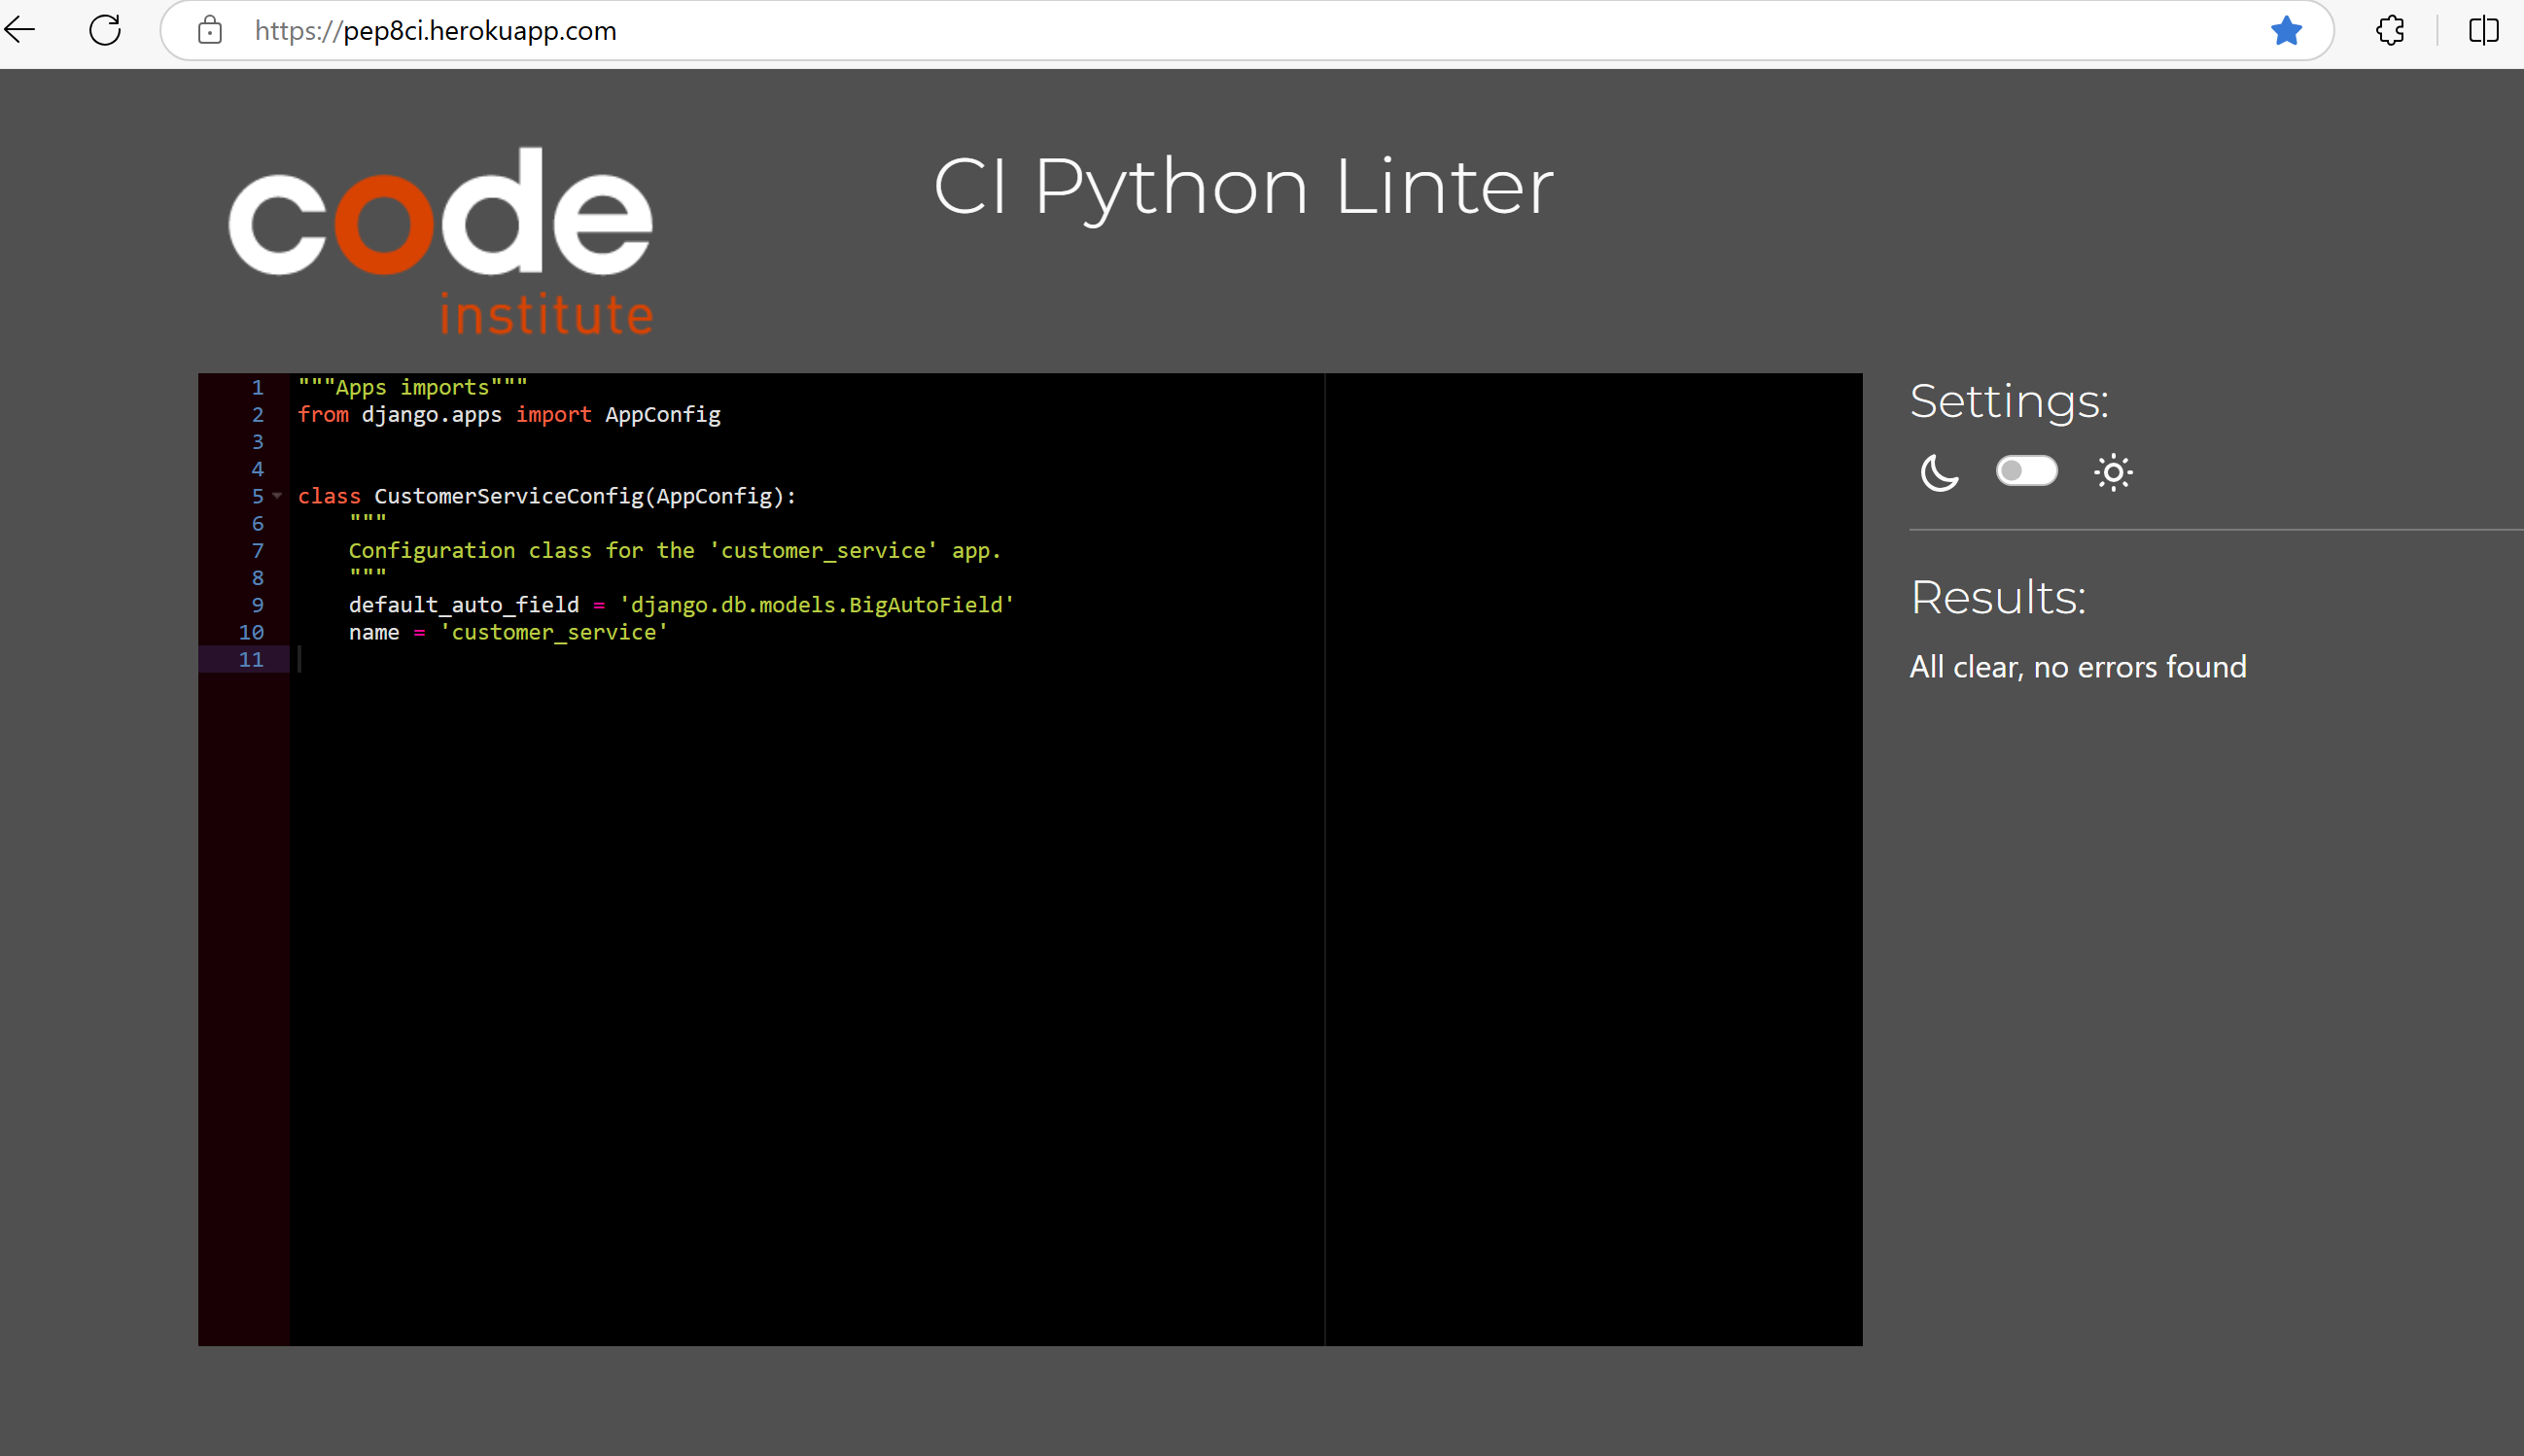 https://pep8ci.herokuapp.com
code
institute
CI Python Linter
1 """Apps imports"""
2 from django.apps import AppConfig
3
4
5 class CustomerServiceConfig(AppConfig):
6     """
7     Configuration class for the 'customer_service' app.
8     """
9     default_auto_field = 'django.db.models.BigAutoField'
10     name = 'customer_service'
11
Settings:
Results:
All clear, no errors found